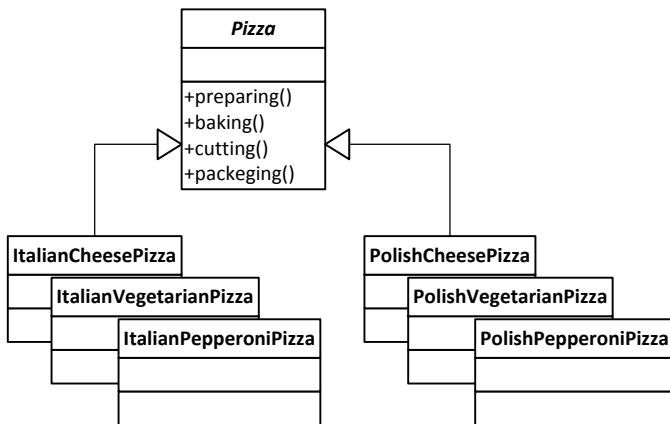 Pizza
+preparing()
+baking()
+cutting()
+packeging()
ItalianCheesePizza
ItalianVegetarianPizza
ItalianPepperoniPizza
PolishCheesePizza
PolishVegetarianPizza
PolishPepperoniPizza